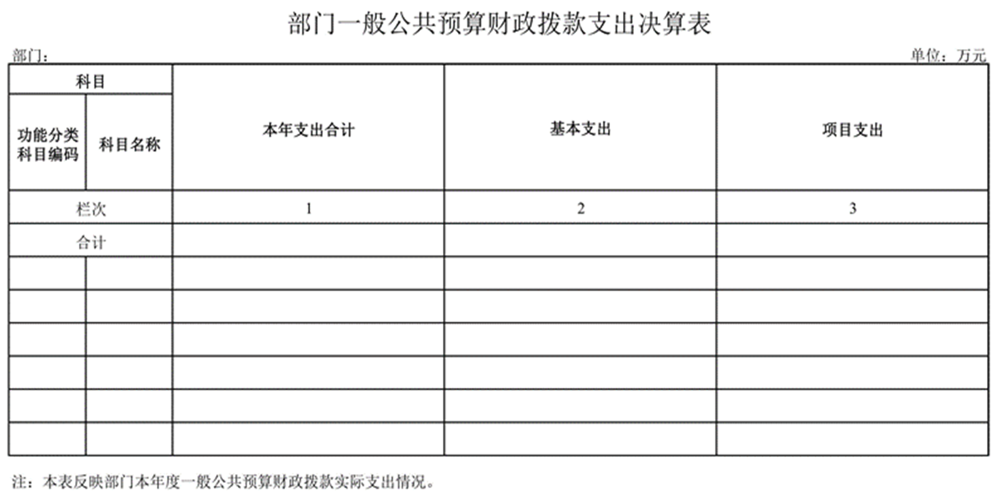 部门一般公共预算财政拨款支出决算表
部门：
单位：万元
科目
本年支出合计
基本支出
项目支出
功能分类
科目编码
科目名称
栏次
1
2
3
合计
注：本表反映部门本年度一般公共预算财政拨款实际支出情况。